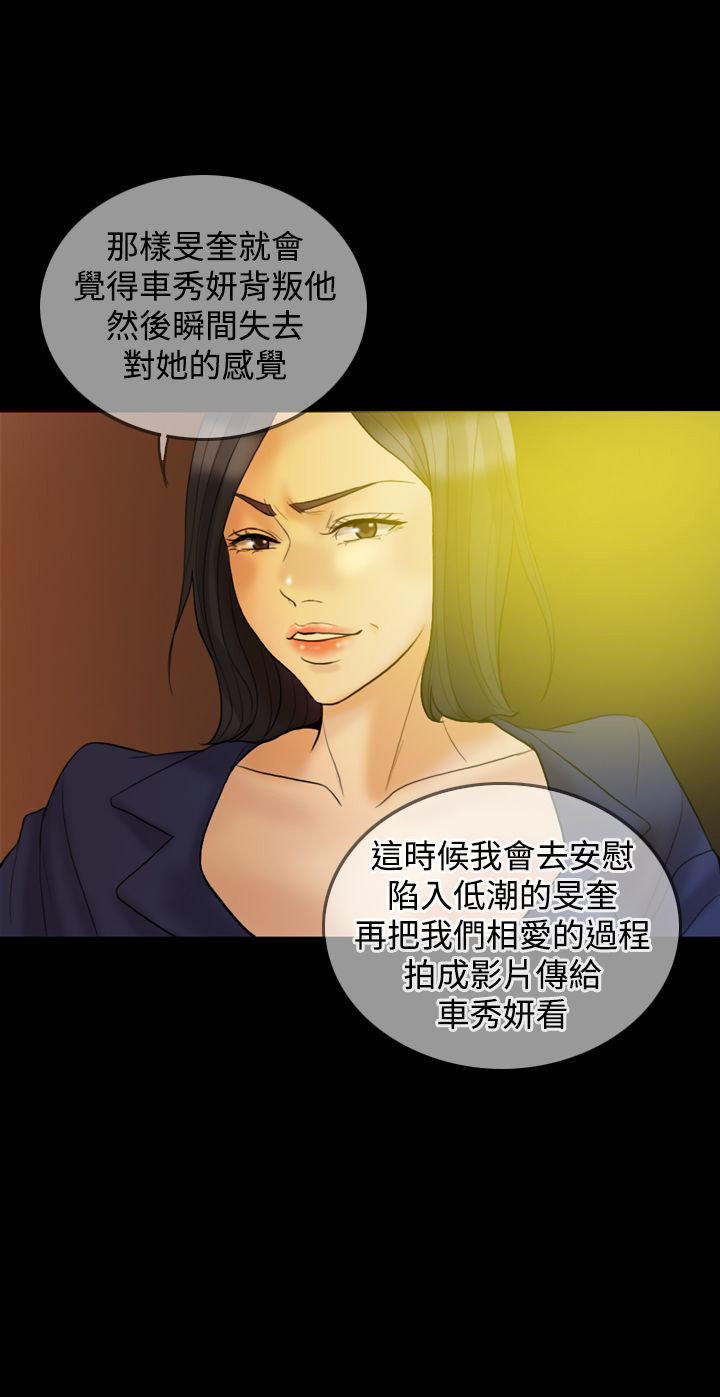 那樣旻奎就會
覺得車秀妍背叛他
然後瞬間失去
對她的感覺
這時候我會去安慰
陷入低潮的旻奎
再把我們相愛的過程
拍成影片傳給
車秀妍看